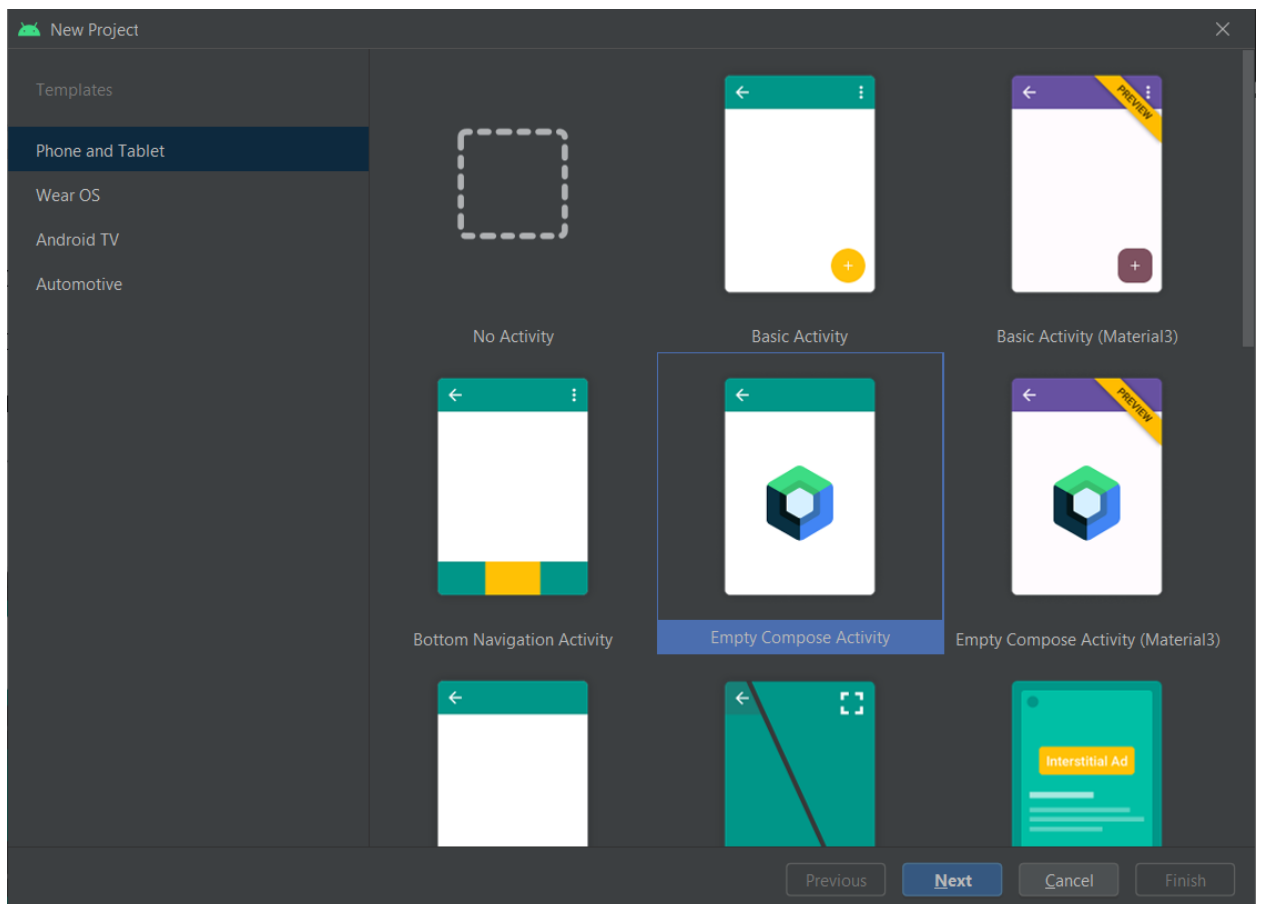 New Project
Templates
Phone and Tablet
Wear OS
Android TV
Automotive
PREVIEW
No Activity
Basic Activity
Basic Activity (Material3)
PREVIEW
Bottom Navigation Activity
Empty Compose Activity
Empty Compose Activity (Material3)
Interstitial Ad
Previous
Next
Cancel
Finish